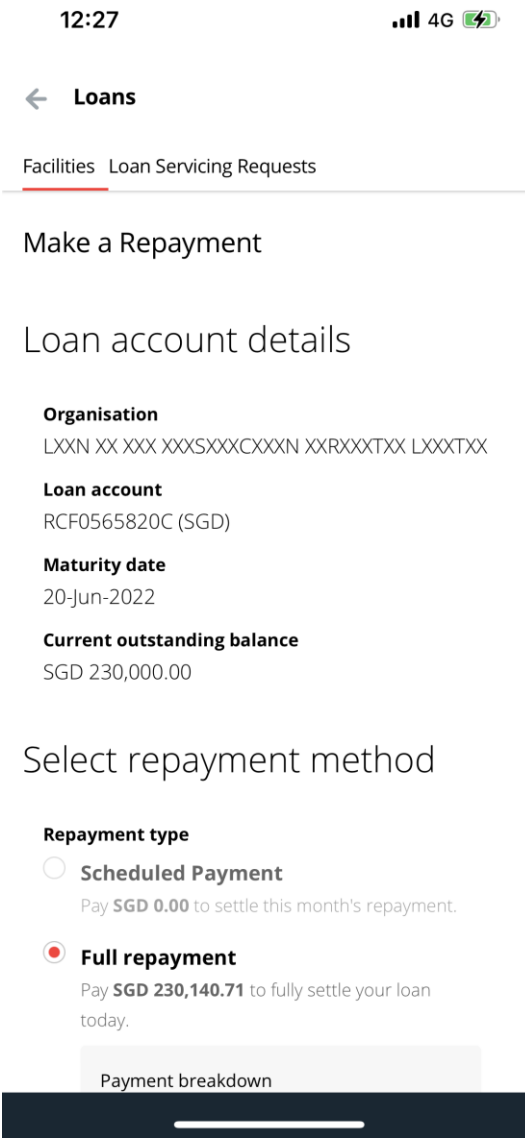 12:27
4G
Loans
Facilities Loan Servicing Requests
Make a Repayment
Loan account details
Organisation
LXXN XX XXX XXXSXXXCXXXN XXRXXXTXX LXXXTXX
Loan account
RCF0565820C (SGD)
Maturity date
20-Jun-2022
Current outstanding balance
SGD 230,000.00
Select repayment method
Repayment type
Scheduled Payment
Pay SGD 0.00 to settle this month's repayment.
Full repayment
Pay SGD 230,140.71 to fully settle your loan
today.
Payment breakdown